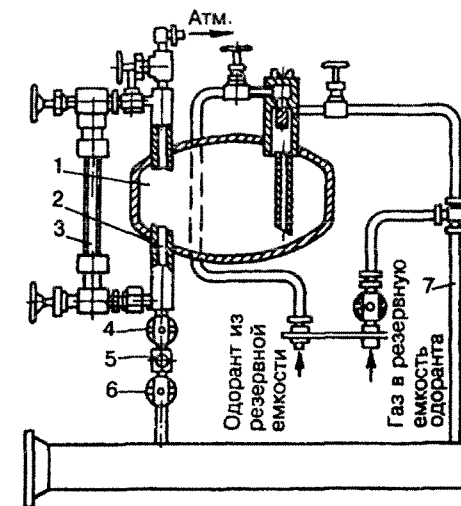 Атм.
1
2
3
4
5
6
7
Одорант из
резервной
емкости
Газ в резервную
емкость
одоранта